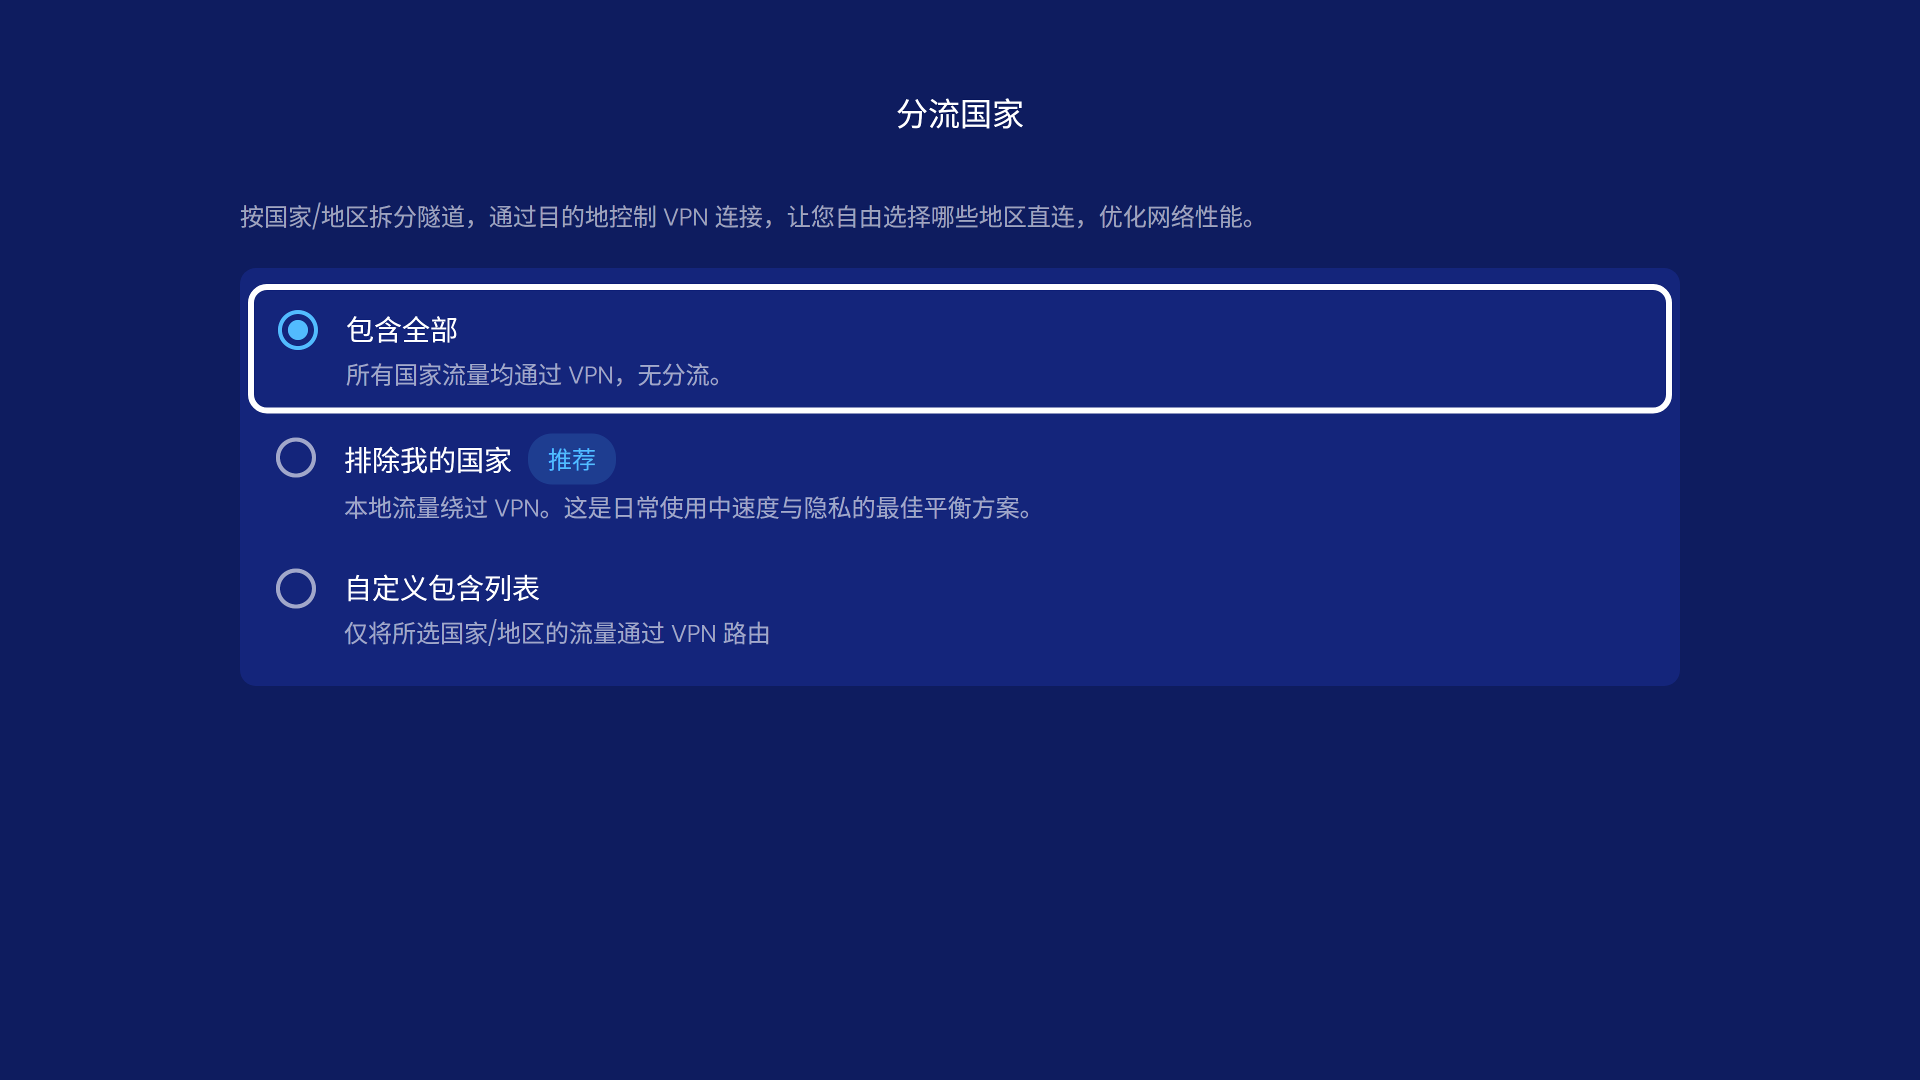 分流国家
按国家/地区拆分隧道，通过目的地控制 VPN 连接，让您自由选择哪些地区直连，优化网络性能。
包含全部
所有国家流量均通过 VPN，无分流。
排除我的国家 推荐
本地流量绕过 VPN。这是日常使用中速度与隐私的最佳平衡方案。
自定义包含列表
仅将所选国家/地区的流量通过 VPN 路由